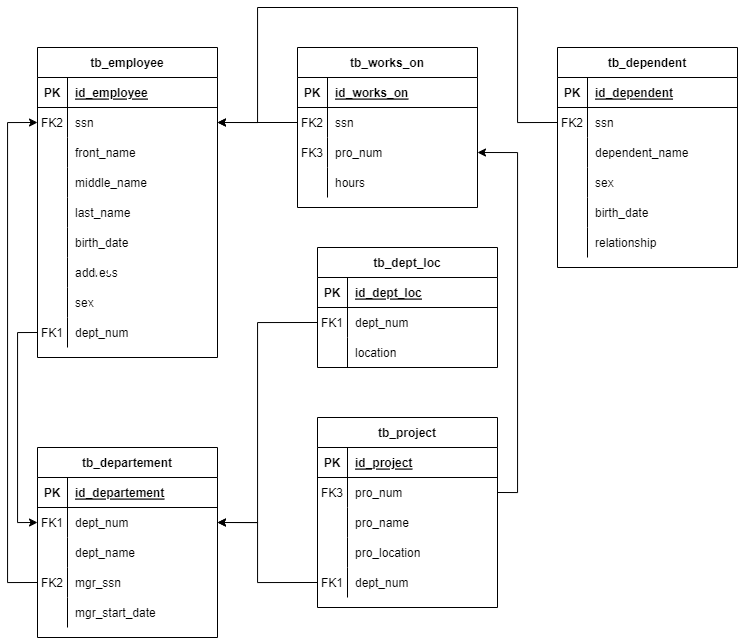 tb_employee
PK id_employee
FK2 ssn
front_name
middle_name
last_name
birth_date
address
sex
FK1 dept_num
tb_works_on
PK id_works_on
FK2 ssn
FK3 pro_num
hours
tb_dependent
PK id_dependent
FK2 ssn
dependent_name
sex
birth_date
relationship
tb_dept_loc
PK id_dept_loc
FK1 dept_num
location
tb_departement
PK id_departement
FK1 dept_num
dept_name
FK2 mgr_ssn
mgr_start_date
tb_project
PK id_project
FK3 pro_num
pro_name
pro_location
FK1 dept_num